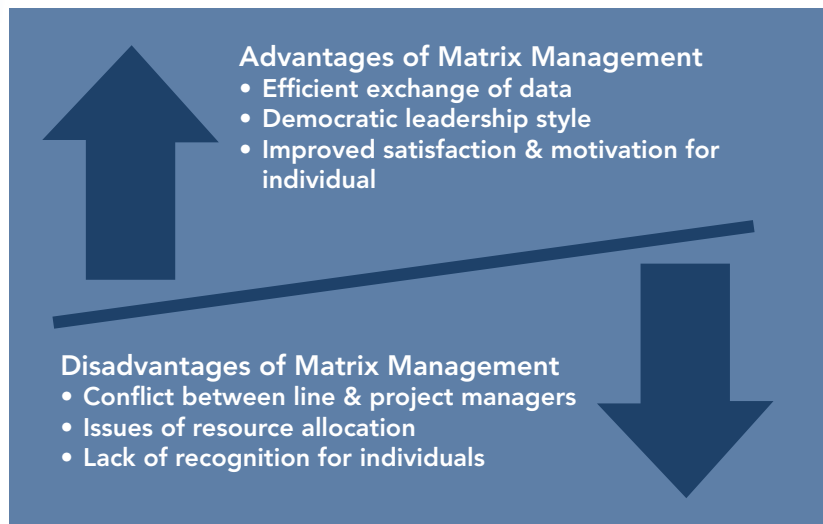 Advantages of Matrix Management
• Efficient exchange of data
• Democratic leadership style
• Improved satisfaction & motivation for
individual
Disadvantages of Matrix Management
• Conflict between line & project managers
• Issues of resource allocation
• Lack of recognition for individuals